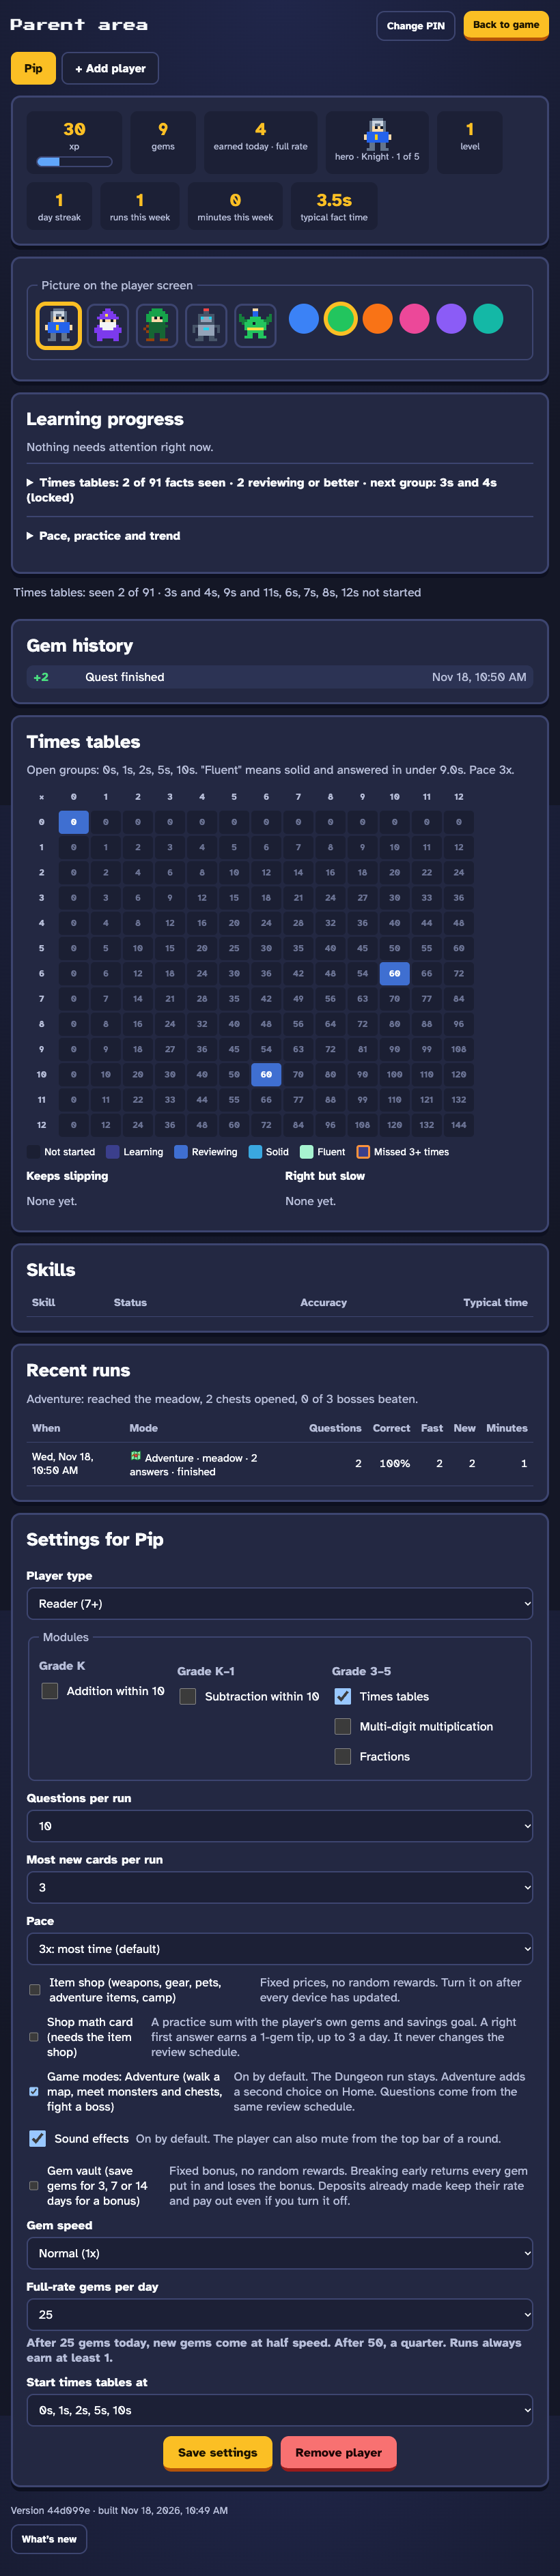 Parent area
Change PIN
Back to game
Pip
+ Add player
30
xp
9
gems
4
earned today · full rate
hero · Knight · 1 of 5
1
level
1
day streak
1
runs this week
0
minutes this week
3.5s
typical fact time
Picture on the player screen
Learning progress
Nothing needs attention right now.
Times tables: 2 of 91 facts seen · 2 reviewing or better · next group: 3s and 4s
(locked)
Pace, practice and trend
Times tables: seen 2 of 91 · 3s and 4s, 9s and 11s, 6s, 7s, 8s, 12s not started
Gem history
+2 Quest finished Nov 18, 10:50 AM
Times tables
Open groups: 0s, 1s, 2s, 5s, 10s. "Fluent" means solid and answered in under 9.0s. Pace 3x.
× 0 1 2 3 4 5 6 7 8 9 10 11 12
0 0 0 0 0 0 0 0 0 0 0 0 0 0
1 0 1 2 3 4 5 6 7 8 9 10 11 12
2 0 2 4 6 8 10 12 14 16 18 20 22 24
3 0 3 6 9 12 15 18 21 24 27 30 33 36
4 0 4 8 12 16 20 24 28 32 36 40 44 48
5 0 5 10 15 20 25 30 35 40 45 50 55 60
6 0 6 12 18 24 30 36 42 48 54 60 66 72
7 0 7 14 21 28 35 42 49 56 63 70 77 84
8 0 8 16 24 32 40 48 56 64 72 80 88 96
9 0 9 18 27 36 45 54 63 72 81 90 99 108
10 0 10 20 30 40 50 60 70 80 90 100 110 120
11 0 11 22 33 44 55 66 77 88 99 110 121 132
12 0 12 24 36 48 60 72 84 96 108 120 132 144
Not started Learning Reviewing Solid Fluent Missed 3+ times
Keeps slipping
None yet.
Right but slow
None yet.
Skills
Skill Status Accuracy Typical time
Recent runs
Adventure: reached the meadow, 2 chests opened, 0 of 3 bosses beaten.
When Mode Questions Correct Fast New Minutes
Wed, Nov 18, 10:50 AM
Adventure · meadow · 2 answers · finished
2 100% 2 2 1
Settings for Pip
Player type
Reader (7+)
Modules
Grade K
Addition within 10
Grade K–1
Subtraction within 10
Grade 3–5
Times tables
Multi-digit multiplication
Fractions
Questions per run
10
Most new cards per run
3
Pace
3x: most time (default)
Item shop (weapons, gear, pets,
adventure items, camp)
Fixed prices, no random rewards. Turn it on after
every device has updated.
Shop math card
(needs the item
shop)
A practice sum with the player's own gems and savings goal. A right
first answer earns a 1-gem tip, up to 3 a day. It never changes the
review schedule.
Game modes: Adventure (walk a
map, meet monsters and chests,
fight a boss)
On by default. The Dungeon run stays. Adventure adds
a second choice on Home. Questions come from the
same review schedule.
Sound effects
On by default. The player can also mute from the top bar of a round.
Gem vault (save
gems for 3, 7 or 14
days for a bonus)
Fixed bonus, no random rewards. Breaking early returns every gem
put in and loses the bonus. Deposits already made keep their rate
and pay out even if you turn it off.
Gem speed
Normal (1x)
Full-rate gems per day
25
After 25 gems today, new gems come at half speed. After 50, a quarter. Runs always
earn at least 1.
Start times tables at
0s, 1s, 2s, 5s, 10s
Save settings
Remove player
Version 44d099e · built Nov 18, 2026, 10:49 AM
What's new